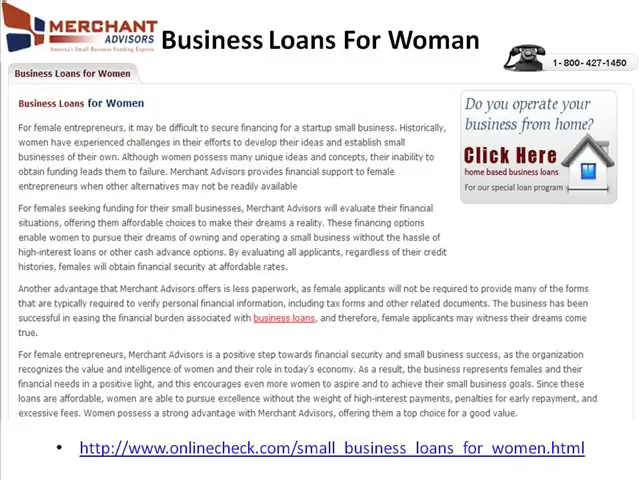 MERCHANT
ADVISORS
America's Small Business Funding Experts
Business Loans For Woman
1- 800- 427-1450
Business Loans for Women
Business Loans for Women
For female entrepreneurs, it may be difficult to secure financing for a startup small business. Historically,
women have experienced challenges in their efforts to develop their ideas and establish small
businesses of their own. Although women possess many unique ideas and concepts, their inability to
obtain funding leads them to failure. Merchant Advisors provides financial support to female
entrepreneurs when other alternatives may not be readily available
Do you operate your
business from home?
Click Here
home based business loans
For our special loan program
For females seeking funding for their small businesses, Merchant Advisors will evaluate their financial
situations, offering them affordable choices to make their dreams a reality. These financing options
enable women to pursue their dreams of owning and operating a small business without the hassle of
high-interest loans or other cash advance options. By evaluating all applicants, regardless of their credit
histories, females will obtain financial security at affordable rates.
Another advantage that Merchant Advisors offers is less paperwork, as female applicants will not be required to provide many of the forms
that are typically required to verify personal financial information, including tax forms and other related documents. The business has been
successful in easing the financial burden associated with business loans, and therefore, female applicants may witness their dreams come
true.
For female entrepreneurs, Merchant Advisors is a positive step towards financial security and small business success, as the organization
recognizes the value and intelligence of women and their role in today's economy. As a result, the business represents females and their
financial needs in a positive light, and this encourages even more women to aspire and to achieve their small business goals. Since these
loans are affordable, women are able to pursue excellence without the weight of high-interest payments, penalties for early repayment, and
excessive fees. Women possess a strong advantage with Merchant Advisors, offering them a top choice for a good value.
• http://www.onlinecheck.com/small_business_loans_for_women.html